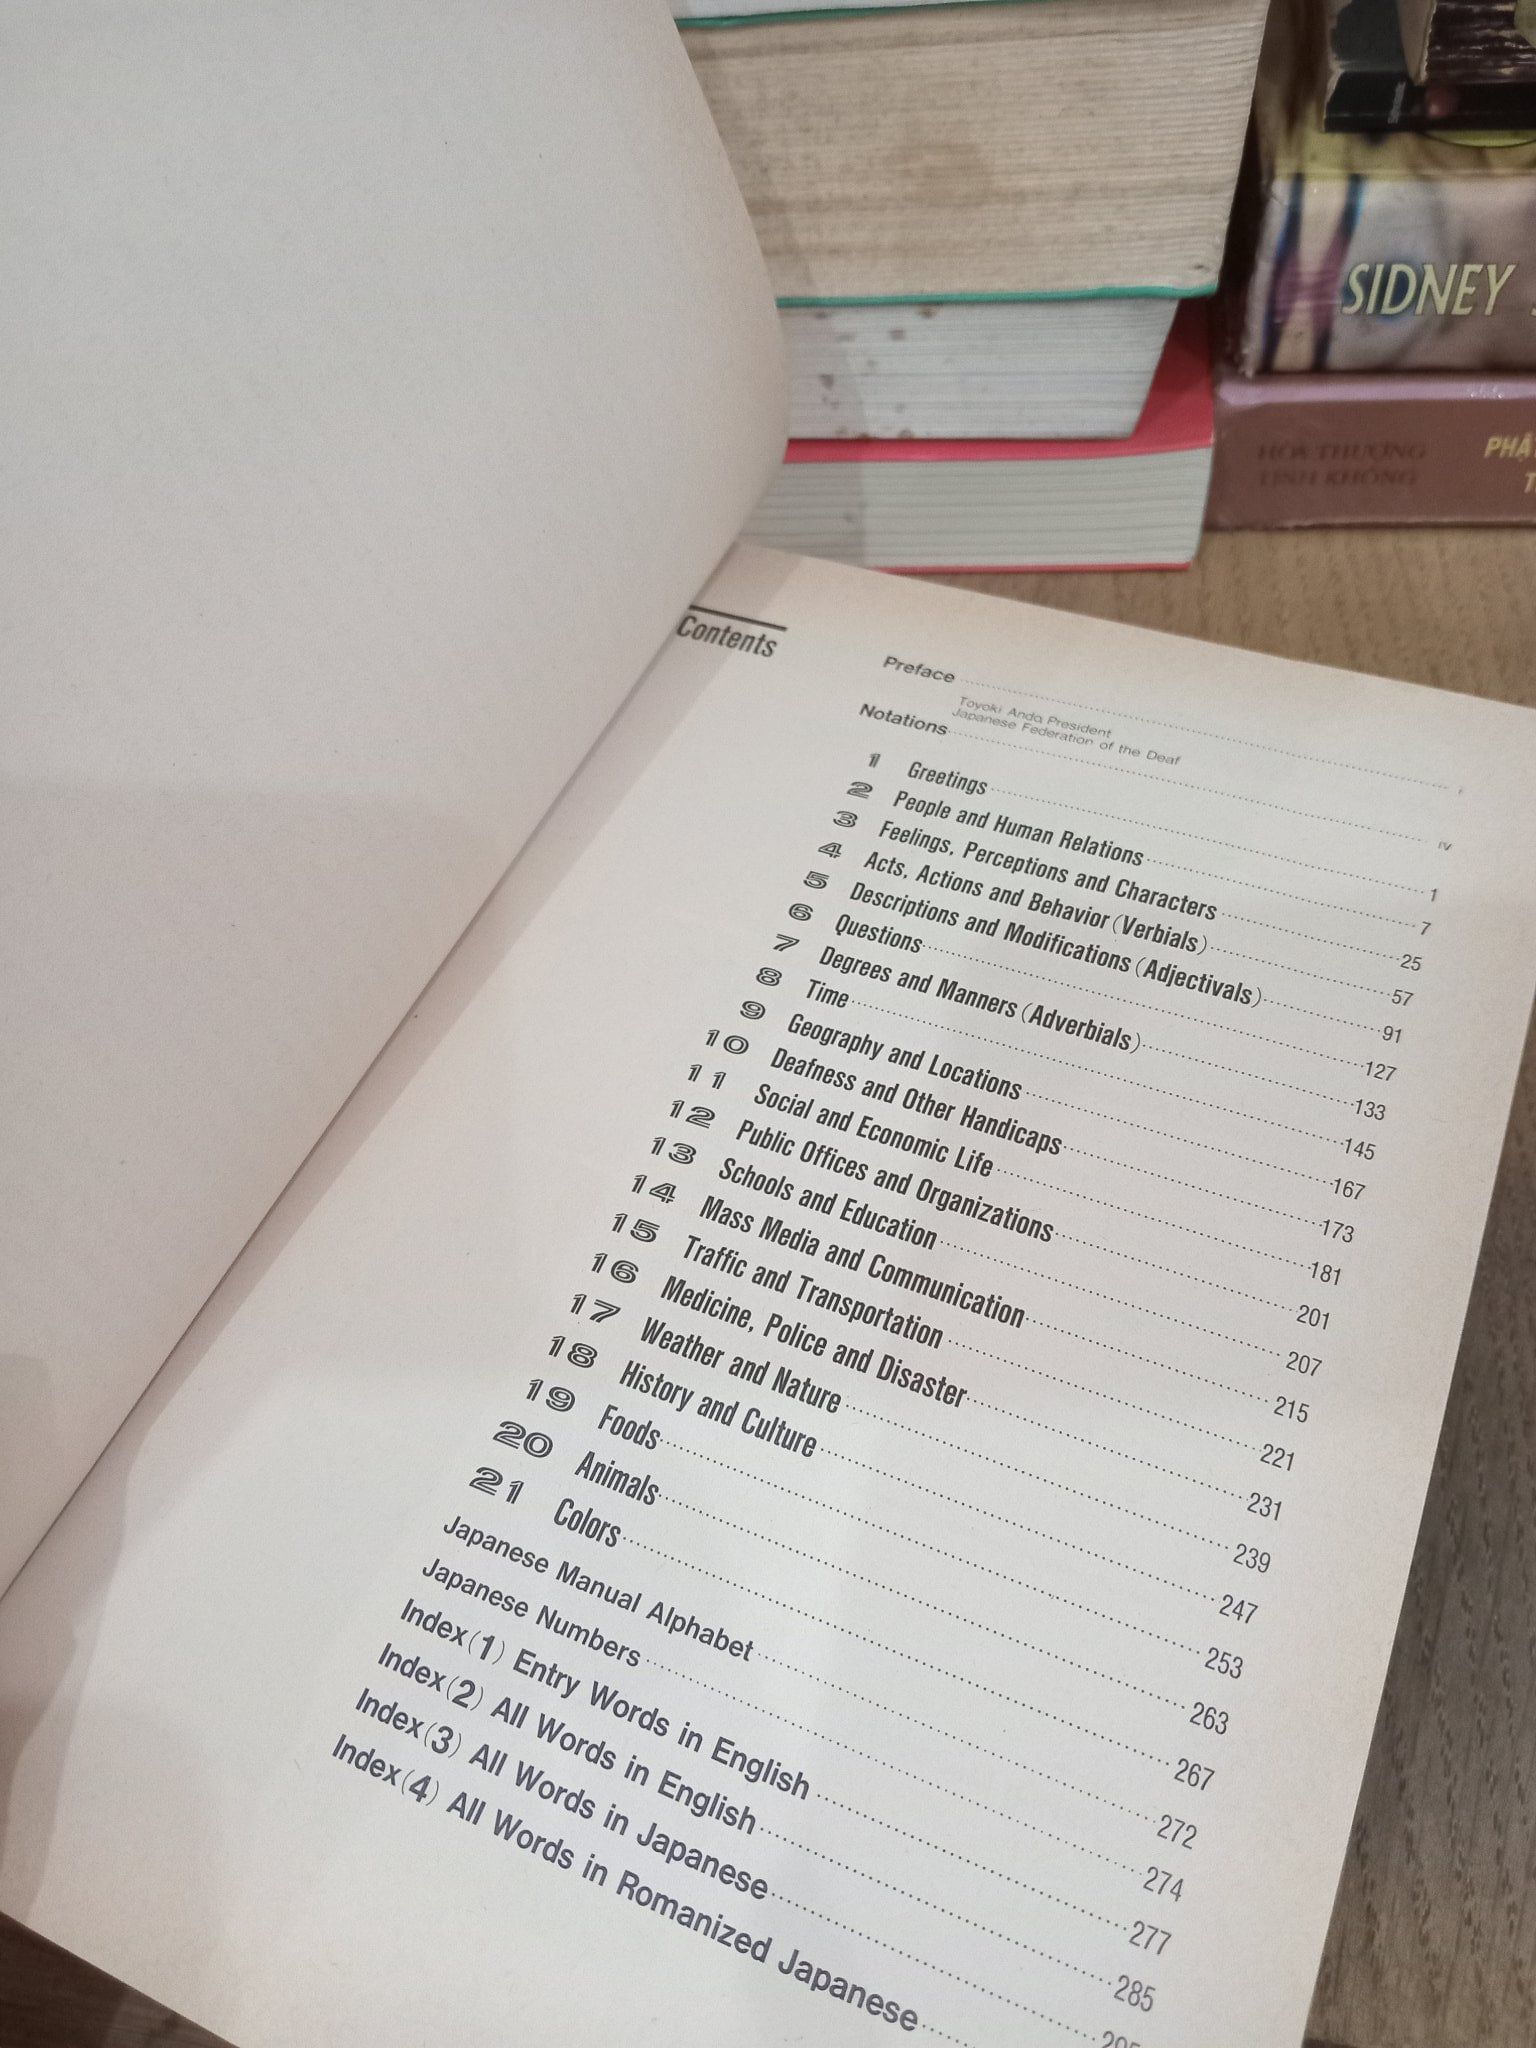 SIDNEY
HÒA THƯỢNG
TỊNH KHÔNG
Contents
Preface i
Toyoki Ando, President
Japanese Federation of the Deaf
Notations iv
1 Greetings 1
2 People and Human Relations 7
3 Feelings, Perceptions and Characters 25
4 Acts, Actions and Behavior (Verbials) 57
5 Descriptions and Modifications (Adjectivals) 91
6 Questions 127
7 Degrees and Manners (Adverbials) 133
8 Time 145
9 Geography and Locations 167
10 Deafness and Other Handicaps 173
11 Social and Economic Life 181
12 Public Offices and Organizations 201
13 Schools and Education 207
14 Mass Media and Communication 215
15 Traffic and Transportation 221
16 Medicine, Police and Disaster 231
17 Weather and Nature 239
18 History and Culture 247
19 Foods 253
20 Animals 263
21 Colors 267
Japanese Manual Alphabet 272
Japanese Numbers 274
Index (1) Entry Words in English 277
Index (2) All Words in English 285
Index (3) All Words in Japanese
Index (4) All Words in Romanized Japanese